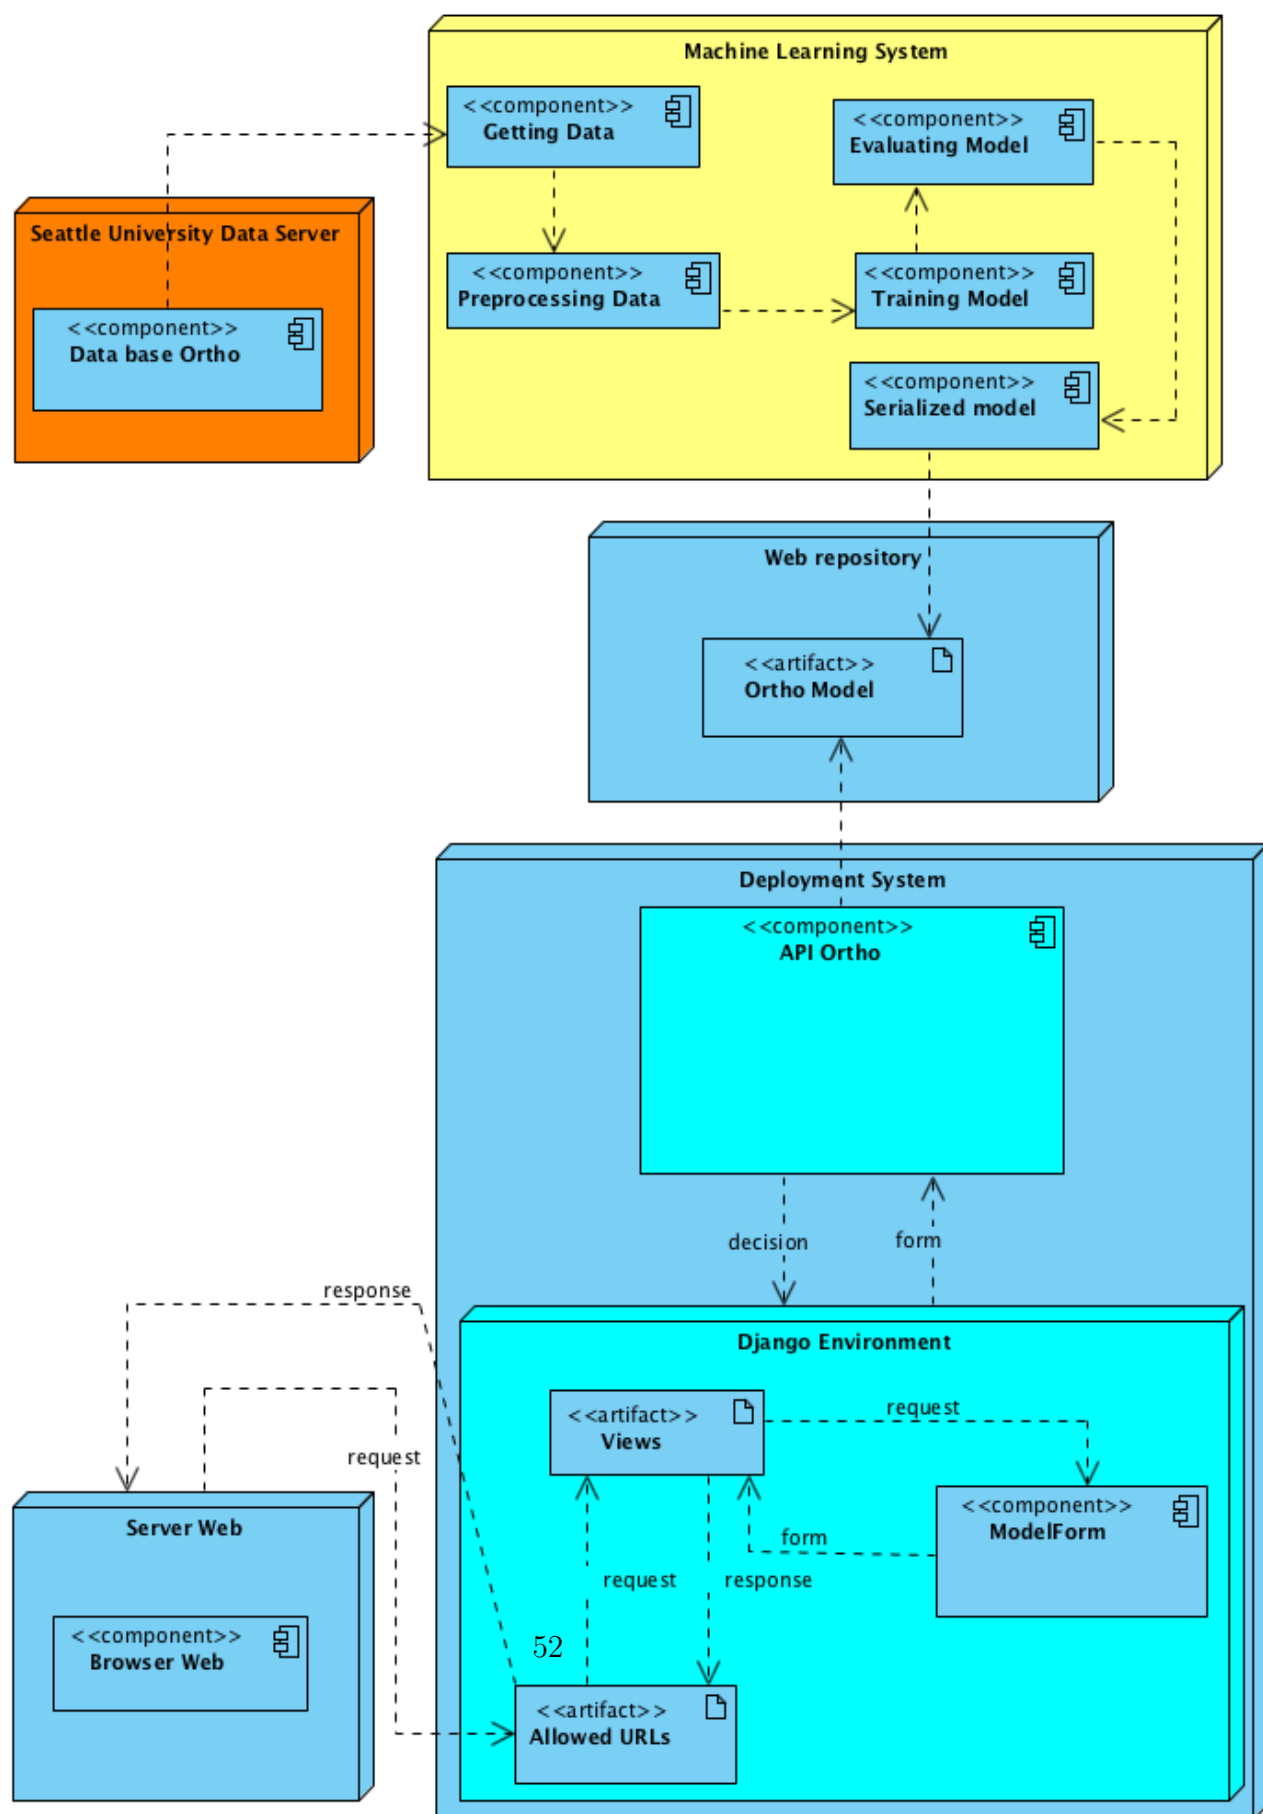 Machine Learning System
<<component>>
Getting Data
<<component>>
Evaluating Model
Seattle University Data Server
<<component>>
Preprocessing Data
<<component>>
Training Model
<<component>>
Data base Ortho
<<component>>
Serialized model
Web repository
<<artifact>>
Ortho Model
Deployment System
<<component>>
API Ortho
decision
form
response
Django Environment
<<artifact>>
Views
request
request
<<component>>
ModelForm
Server Web
form
request
response
<<component>>
Browser Web
52
<<artifact>>
Allowed URLs